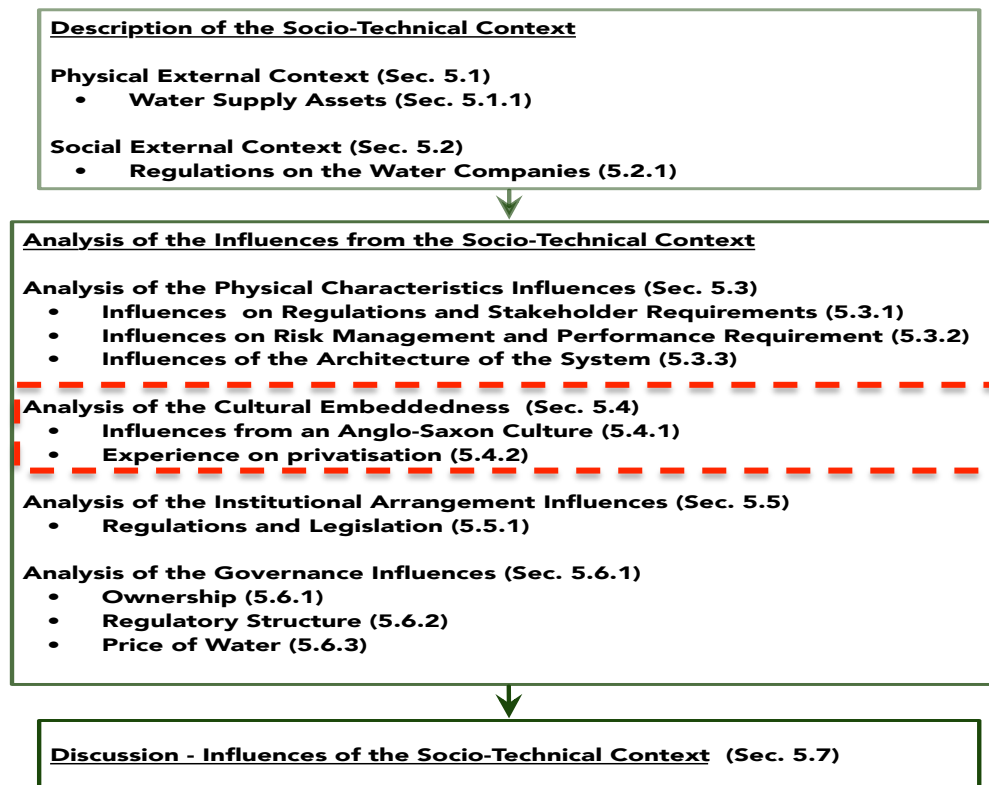 Description of the Socio-Technical Context
Physical External Context (Sec. 5.1)
• Water Supply Assets (Sec. 5.1.1)
Social External Context (Sec. 5.2)
• Regulations on the Water Companies (5.2.1)
Analysis of the Influences from the Socio-Technical Context
Analysis of the Physical Characteristics Influences (Sec. 5.3)
• Influences on Regulations and Stakeholder Requirements (5.3.1)
• Influences on Risk Management and Performance Requirement (5.3.2)
• Influences of the Architecture of the System (5.3.3)
Analysis of the Cultural Embeddedness (Sec. 5.4)
• Influences from an Anglo-Saxon Culture (5.4.1)
• Experience on privatisation (5.4.2)
Analysis of the Institutional Arrangement Influences (Sec. 5.5)
• Regulations and Legislation (5.5.1)
Analysis of the Governance Influences (Sec. 5.6.1)
• Ownership (5.6.1)
• Regulatory Structure (5.6.2)
• Price of Water (5.6.3)
Discussion - Influences of the Socio-Technical Context (Sec. 5.7)